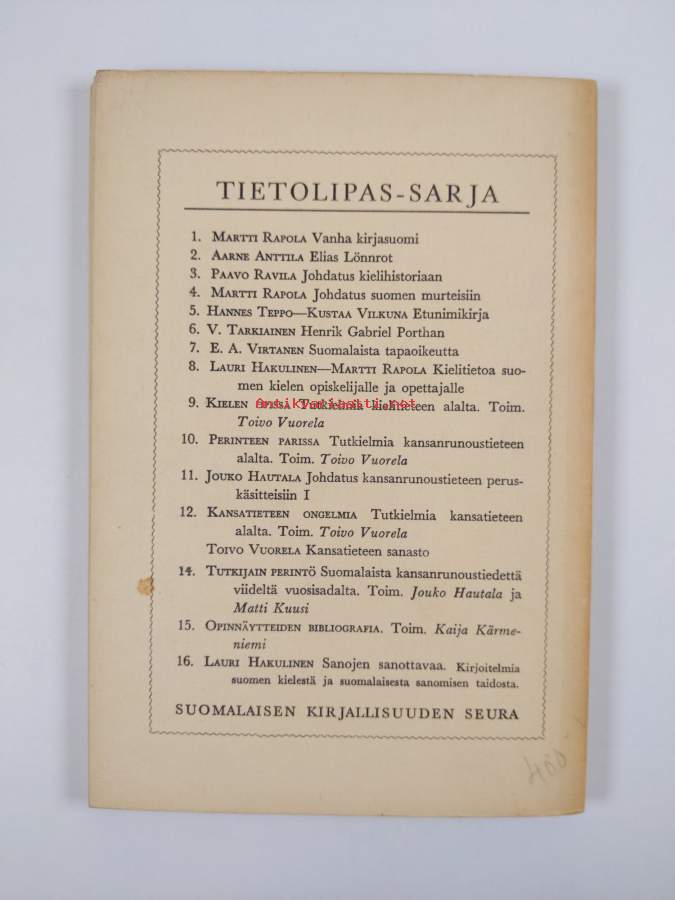 TIETOLIPAS-SARJA
1. MARTTI RAPOLA Vanha kirjasuomi
2. AARNE ANTTILA Elias Lönnrot
3. PAAVO RAVILA Johdatus kielihistoriaan
4. MARTTI RAPOLA Johdatus suomen murteisiin
5. HANNES TEPPO—KUSTAA VILKUNA Etunimikirja
6. V. TARKIAINEN Henrik Gabriel Porthan
7. E. A. VIRTANEN Suomalaista tapaoikeutta
8. LAURI HAKULINEN—MARTTI RAPOLA Kielitietoa suo-
men kielen opiskelijalle ja opettajalle
9. KIELEN OPISSA Tutkielmia kielitieteen alalta. Toim.
antikvariaatti.net
Toivo Vuorela
10. PERINTEEN PARISSA Tutkielmia kansanrunoustieteen
alalta. Toim. Toivo Vuorela
11. JOUKO HAUTALA Johdatus kansanrunoustieteen perus-
käsitteisiin I
12. KANSATIETEEN ONGELMIA Tutkielmia kansatieteen
alalta. Toim. Toivo Vuorela
TOIVO VUORELA Kansatieteen sanasto
14. TUTKIJAIN PERINTÖ Suomalaista kansanrunoustiedettä
viideltä vuosisadalta. Toim. Jouko Hautala ja
Matti Kuusi
15. OPINNÄYTTEIDEN BIBLIOGRAFIA. Toim. Kaija Kärme-
niemi
16. LAURI HAKULINEN Sanojen sanottavaa. Kirjoitelmia
suomen kielestä ja suomalaisesta sanomisen taidosta.
SUOMALAISEN KIRJALLISUUDEN SEURA